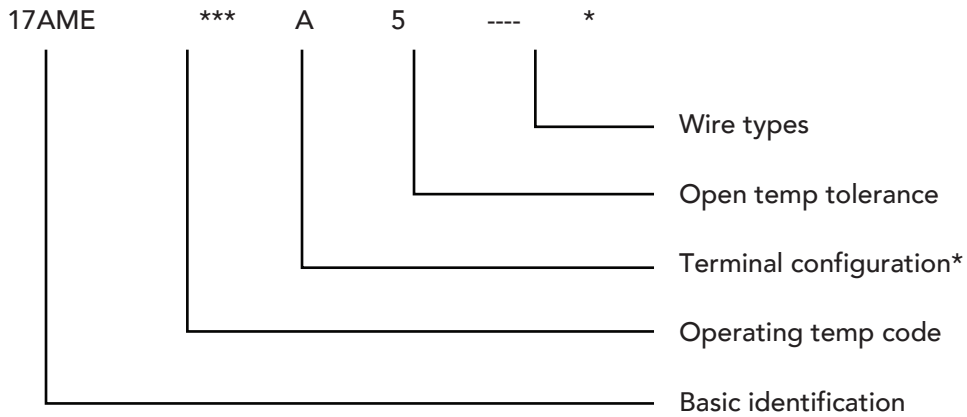 17AME *** A 5 ---- *
Wire types
Open temp tolerance
Terminal configuration*
Operating temp code
Basic identification